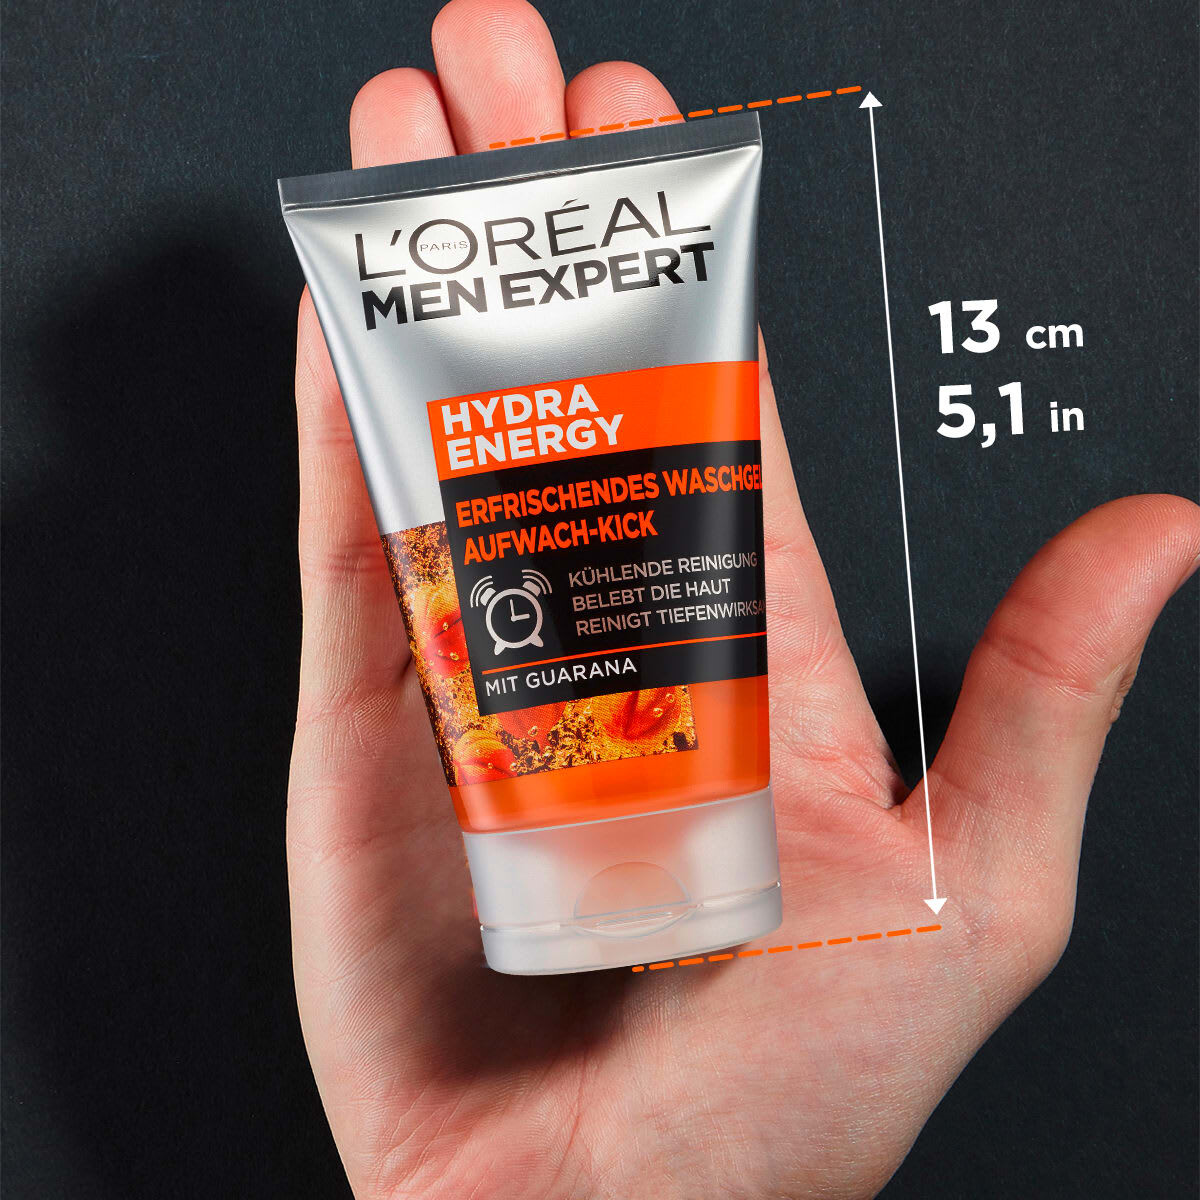 L'ORÉAL
PARIS
MEN EXPERT
HYDRA
ENERGY
ERFRISCHENDES WASCHGEL
AUFWACH-KICK
KÜHLENDE REINIGUNG
BELEBT DIE HAUT
REINIGT TIEFENWIRKSAM
MIT GUARANA
13 cm
5,1 in